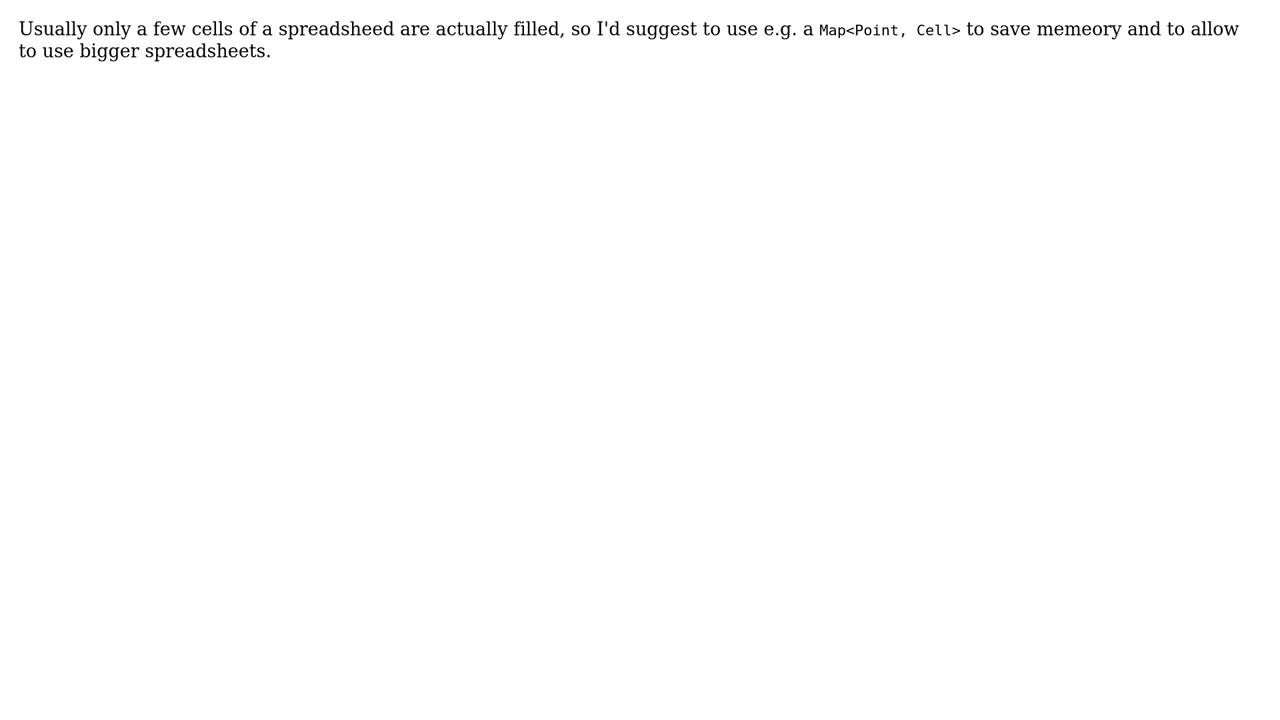 Usually only a few cells of a spreadsheed are actually filled, so I'd suggest to use e.g. a Map<Point, Cell> to save memeory and to allow
to use bigger spreadsheets.